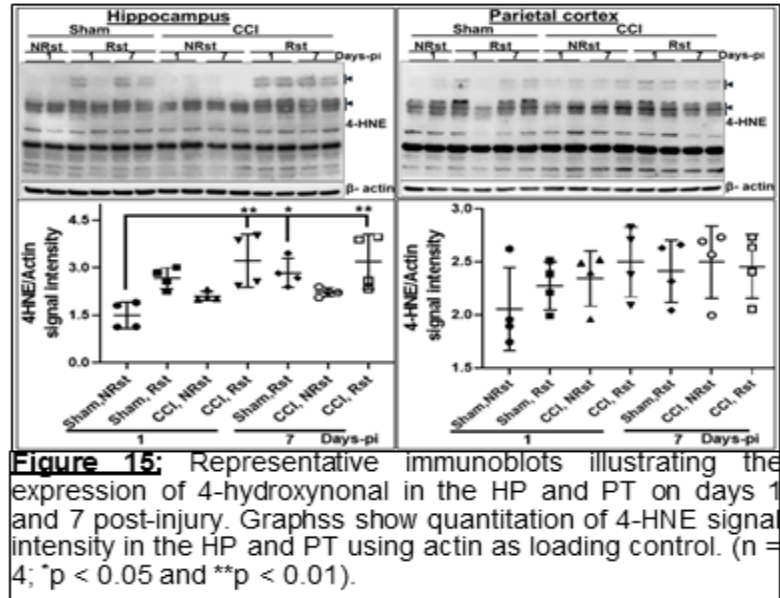 Hippocampus
Sham CCI
NRst Rst NRst Rst
1 1 7 1 7 1 7 Days-pi
4-HNE
β- actin
4.5
3.0
1.5
0.0
4HNE/Actin
signal intensity
** * **
Sham,NRst
Sham, Rst
CCI, NRst
CCI, Rst
Sham,Rst
CCI, NRst
CCI, Rst
1 7 Days-pi
Parietal cortex
Sham CCI
NRst Rst NRst Rst
1 1 7 1 7 1 7 Days-pi
4-HNE
β- actin
3.0
2.5
2.0
1.5
4-HNE/Actin
signal intensity
Sham,NRst
Sham, Rst
CCI, NRst
CCI, Rst
Sham,Rst
CCI, NRst
CCI, Rst
1 7 Days-pi
Figure 15: Representative immunoblots illustrating the
expression of 4-hydroxynonal in the HP and PT on days 1
and 7 post-injury. Graphss show quantitation of 4-HNE signal
intensity in the HP and PT using actin as loading control. (n =
4; *p < 0.05 and **p < 0.01).